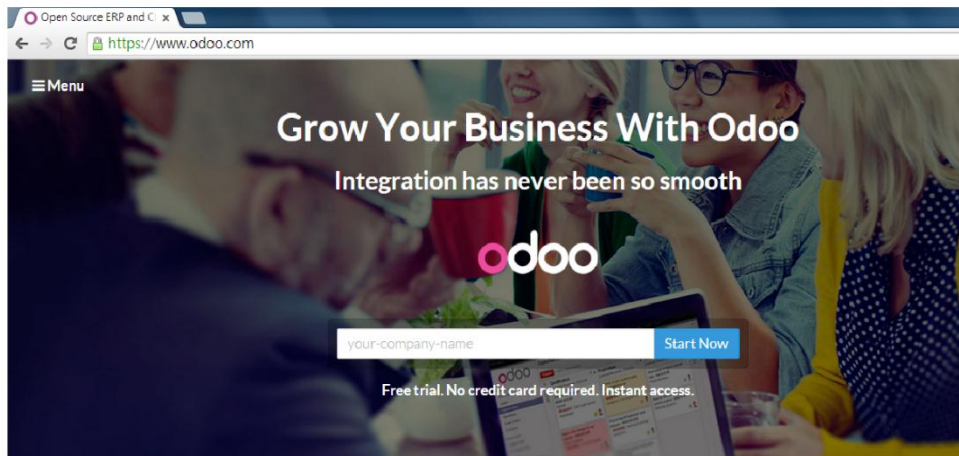 Open Source ERP and C
https://www.odoo.com
Menu
Grow Your Business With Odoo
Integration has never been so smooth
odoo
your-company-name Start Now
odoo
Free trial. No credit card required. Instant access.